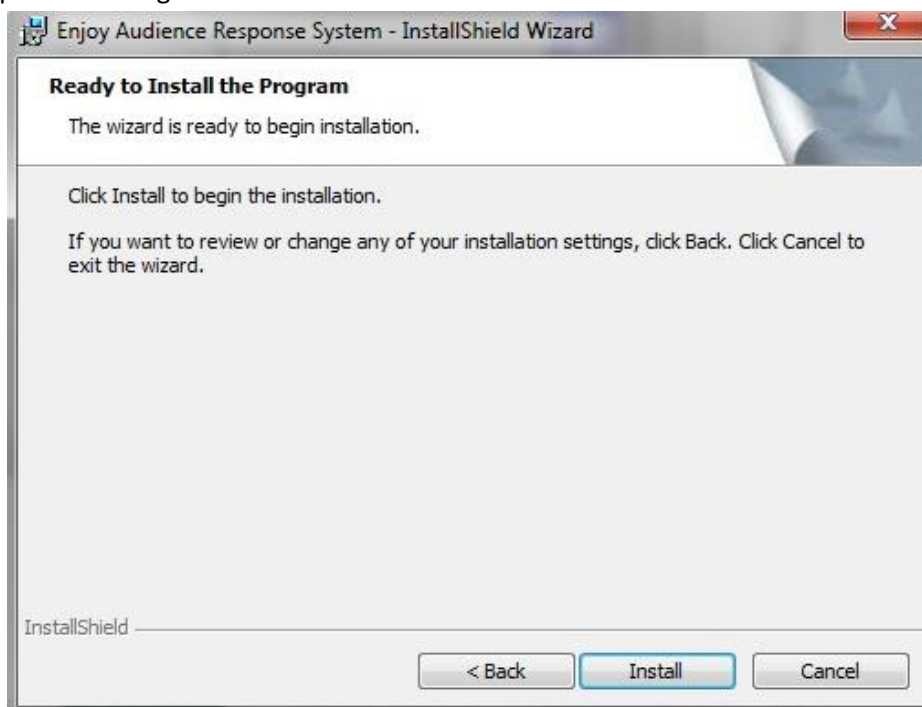 Enjoy Audience Response System - InstallShield Wizard
Ready to Install the Program
The wizard is ready to begin installation.
Click Install to begin the installation.
If you want to review or change any of your installation settings, click Back. Click Cancel to
exit the wizard.
InstallShield
< Back
Install
Cancel